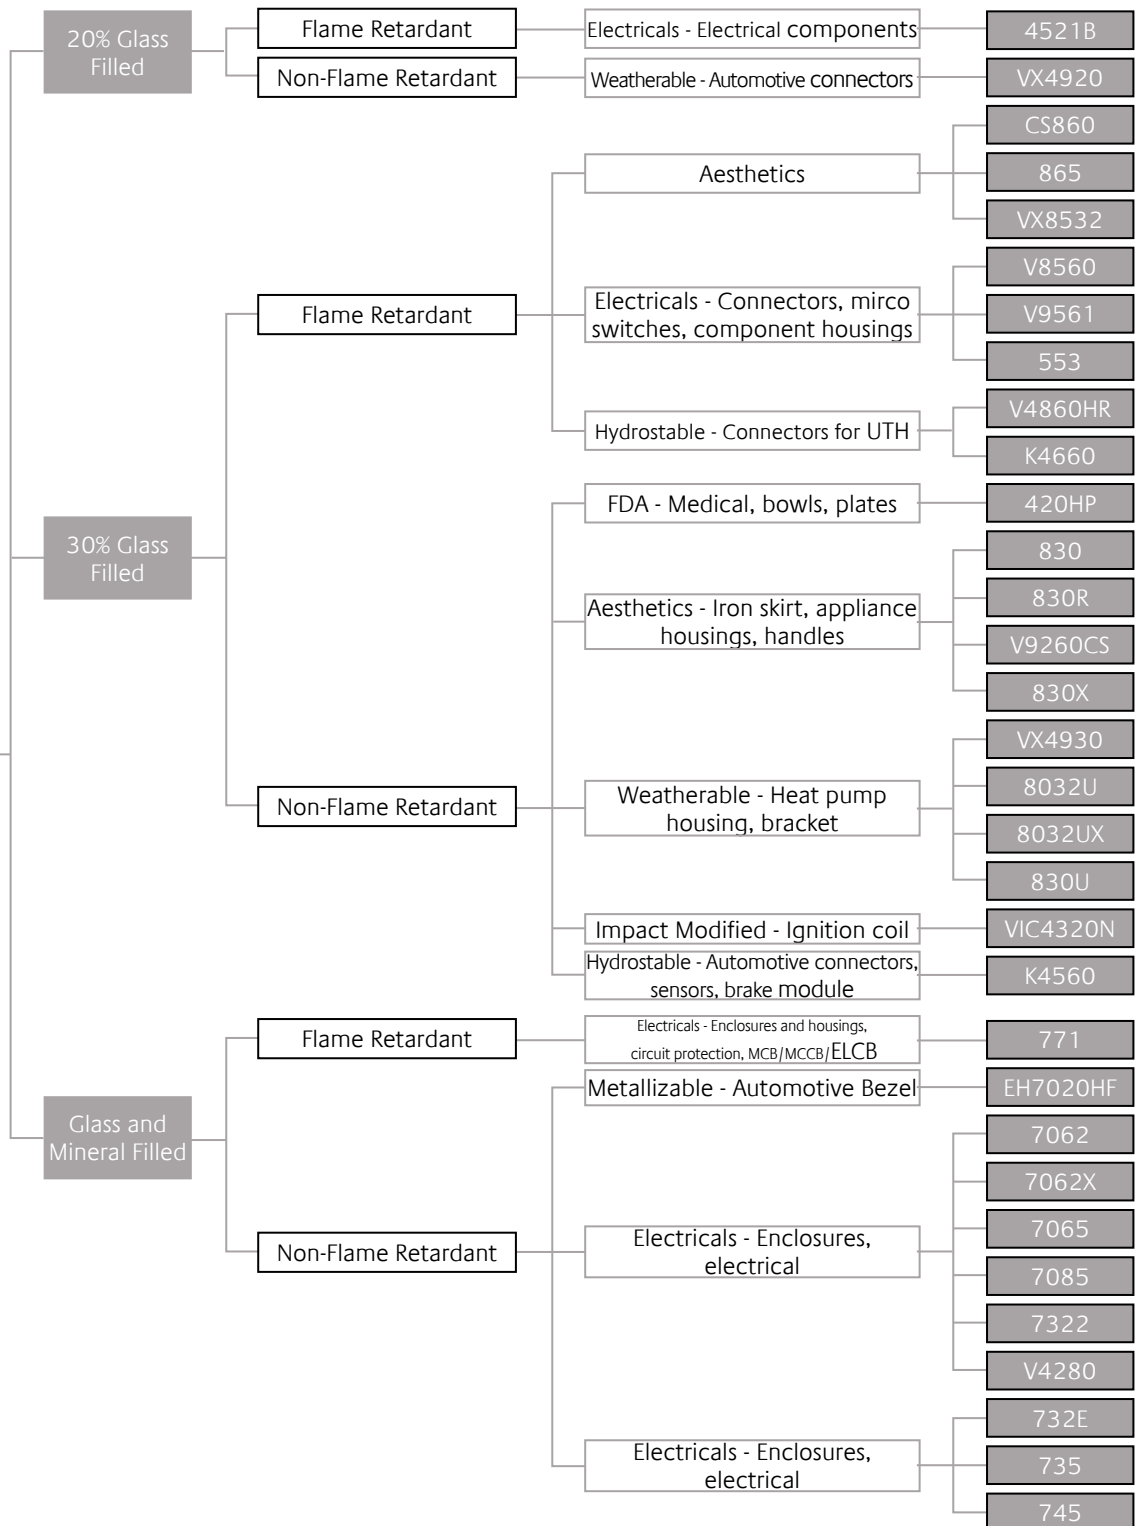 20% Glass
Filled
Flame Retardant
Electricals - Electrical components
4521B
Non-Flame Retardant
Weatherable - Automotive connectors
VX4920
30% Glass
Filled
Flame Retardant
Aesthetics
CS860
865
VX8532
Electricals - Connectors, mirco
switches, component housings
V8560
V9561
553
Hydrostable - Connectors for UTH
V4860HR
K4660
Non-Flame Retardant
FDA - Medical, bowls, plates
420HP
Aesthetics - Iron skirt, appliance
housings, handles
830
830R
V9260CS
830X
Weatherable - Heat pump
housing, bracket
VX4930
8032U
8032UX
830U
Impact Modified - Ignition coil
VIC4320N
Hydrostable - Automotive connectors,
sensors, brake module
K4560
Glass and
Mineral Filled
Flame Retardant
Electricals - Enclosures and housings,
circuit protection, MCB/MCCB/ELCB
771
Non-Flame Retardant
Metallizable - Automotive Bezel
EH7020HF
Electricals - Enclosures,
electrical
7062
7062X
7065
7085
7322
V4280
Electricals - Enclosures,
electrical
732E
735
745